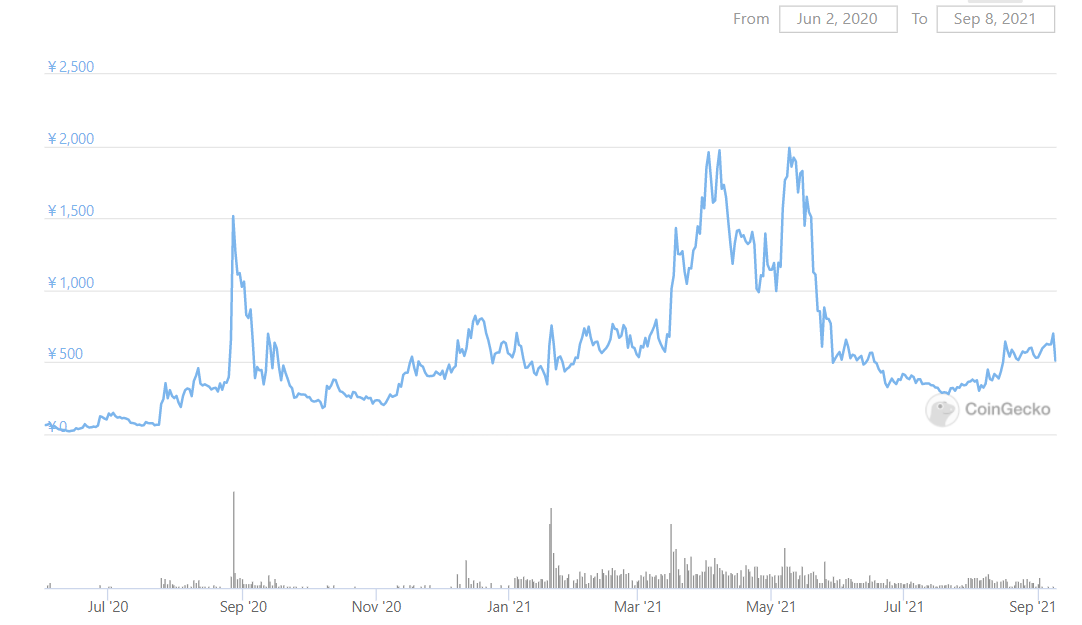 From Jun 2, 2020 To Sep 8, 2021
¥2,500
¥2,000
¥1,500
¥1,000
¥500
¥0
CoinGecko
Jul '20 Sep '20 Nov '20 Jan '21 Mar '21 May '21 Jul '21 Sep '21